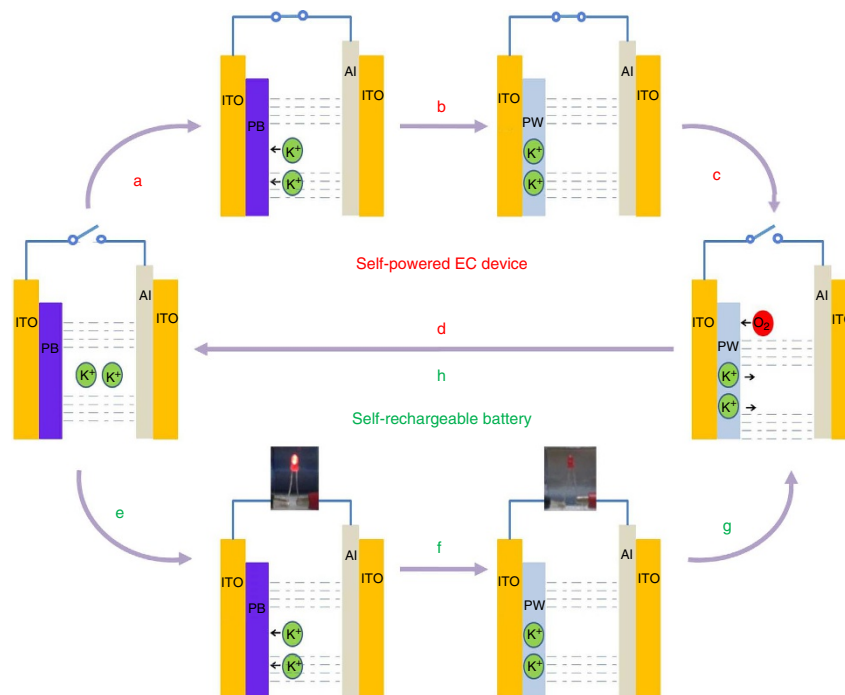 Al
Al
ITO
ITO
ITO
ITO
PB
PW
b
K⁺
K⁺
K⁺
K⁺
a
c
Self-powered EC device
Al
Al
ITO
ITO
ITO
ITO
PB
PW
O₂
d
K⁺ K⁺
h
K⁺
K⁺
Self-rechargeable battery
e
f
g
Al
Al
ITO
ITO
ITO
ITO
PB
PW
K⁺
K⁺
K⁺
K⁺